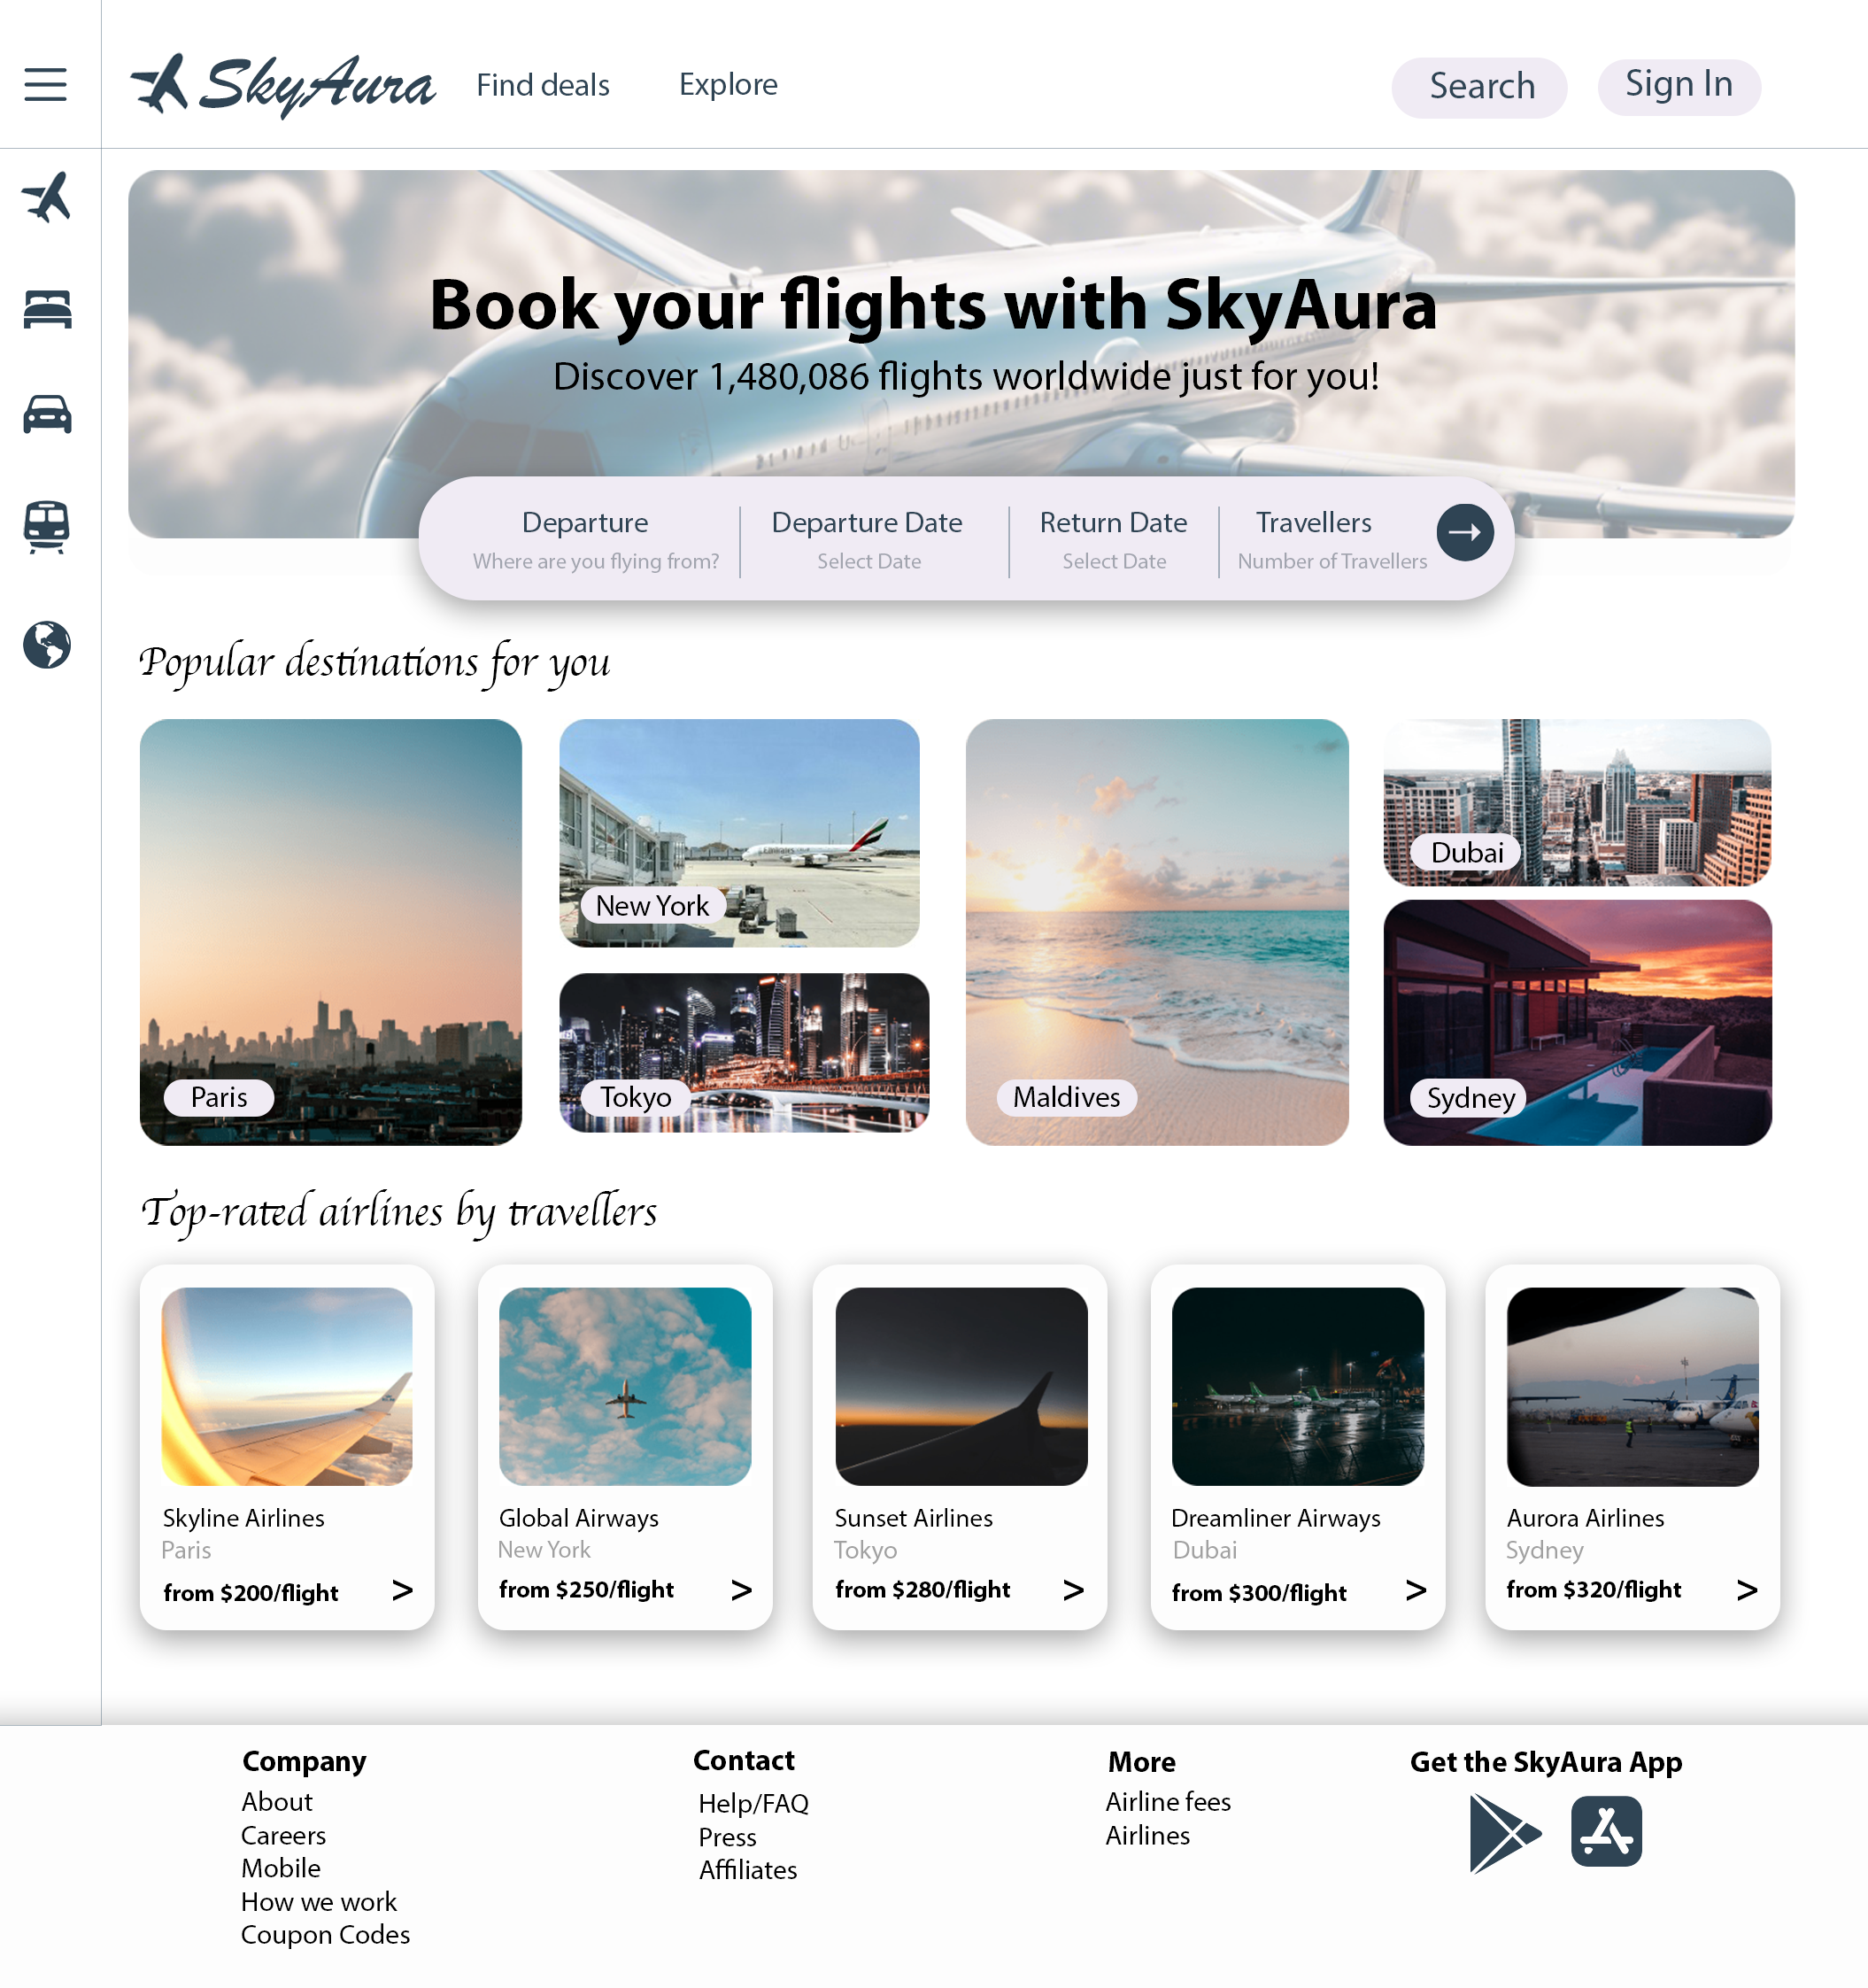 SkyAura
Find deals
Explore
Search
Sign In
Book your flights with SkyAura
Discover 1,480,086 flights worldwide just for you!
Departure
Where are you flying from?
Departure Date
Select Date
Return Date
Select Date
Travellers
Number of Travellers
Popular destinations for you
Paris
New York
Emirates
Tokyo
Maldives
Dubai
Sydney
Top-rated airlines by travellers
Skyline Airlines
Paris
from $200/flight >
Global Airways
New York
from $250/flight >
Sunset Airlines
Tokyo
from $280/flight >
Dreamliner Airways
Dubai
from $300/flight >
Aurora Airlines
Sydney
from $320/flight >
Company
About
Careers
Mobile
How we work
Coupon Codes
Contact
Help/FAQ
Press
Affiliates
More
Airline fees
Airlines
Get the SkyAura App